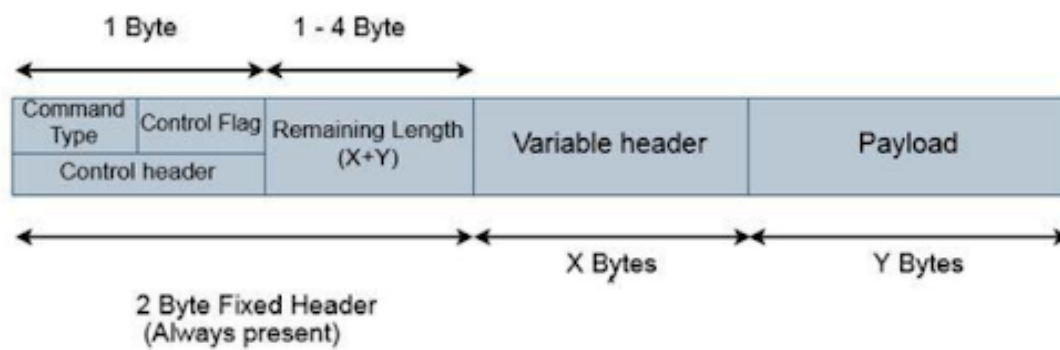 1 Byte
1 - 4 Byte
Command
Type
Control Flag
Control header
Remaining Length
(X+Y)
Variable header
Payload
X Bytes
Y Bytes
2 Byte Fixed Header
(Always present)